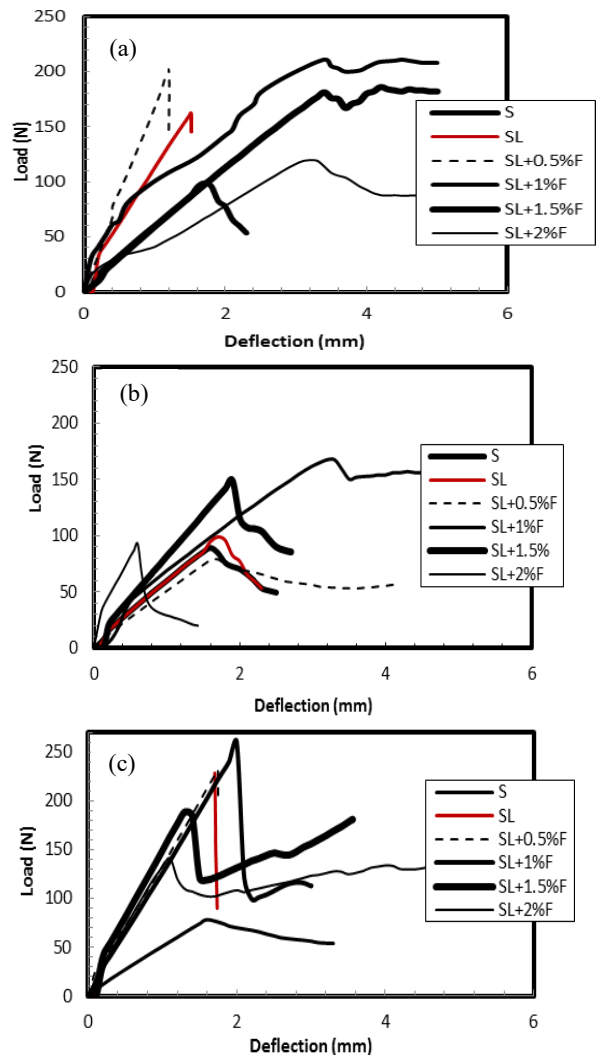 (a)
250
200
150
100
50
0
Load (N)
0
2
4
6
Deflection (mm)
S
SL
SL+0.5%F
SL+1%F
SL+1.5%F
SL+2%F
(b)
250
200
150
100
50
0
Load (N)
0
2
4
6
Deflection (mm)
S
SL
SL+0.5%F
SL+1%F
SL+1.5%
SL+2%F
(c)
250
200
150
100
50
0
Load (N)
0
2
4
6
Deflection (mm)
S
SL
SL+0.5%F
SL+1%F
SL+1.5%F
SL+2%F